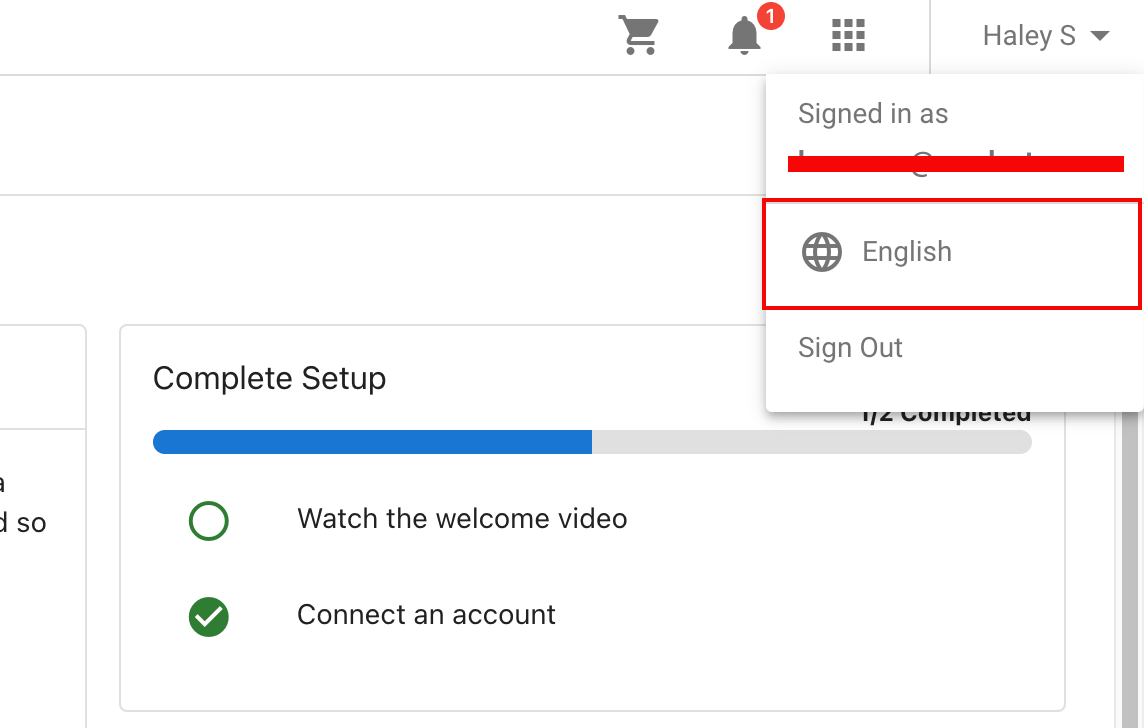 1
Haley S
Signed in as
English
Sign Out
Complete Setup
1/2 Completed
a
d so
Watch the welcome video
Connect an account